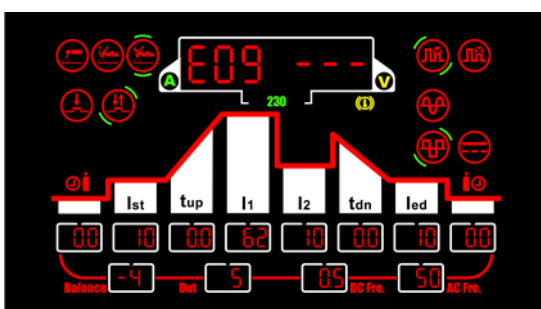 E09 ---
A V
230
Ist tup I1 I2 tdn Ied
0.0 10 0.0 62 10 0.0 10 0.0
Balance -4 Dut 5 0.5 DC Fre. 50 AC Fre.